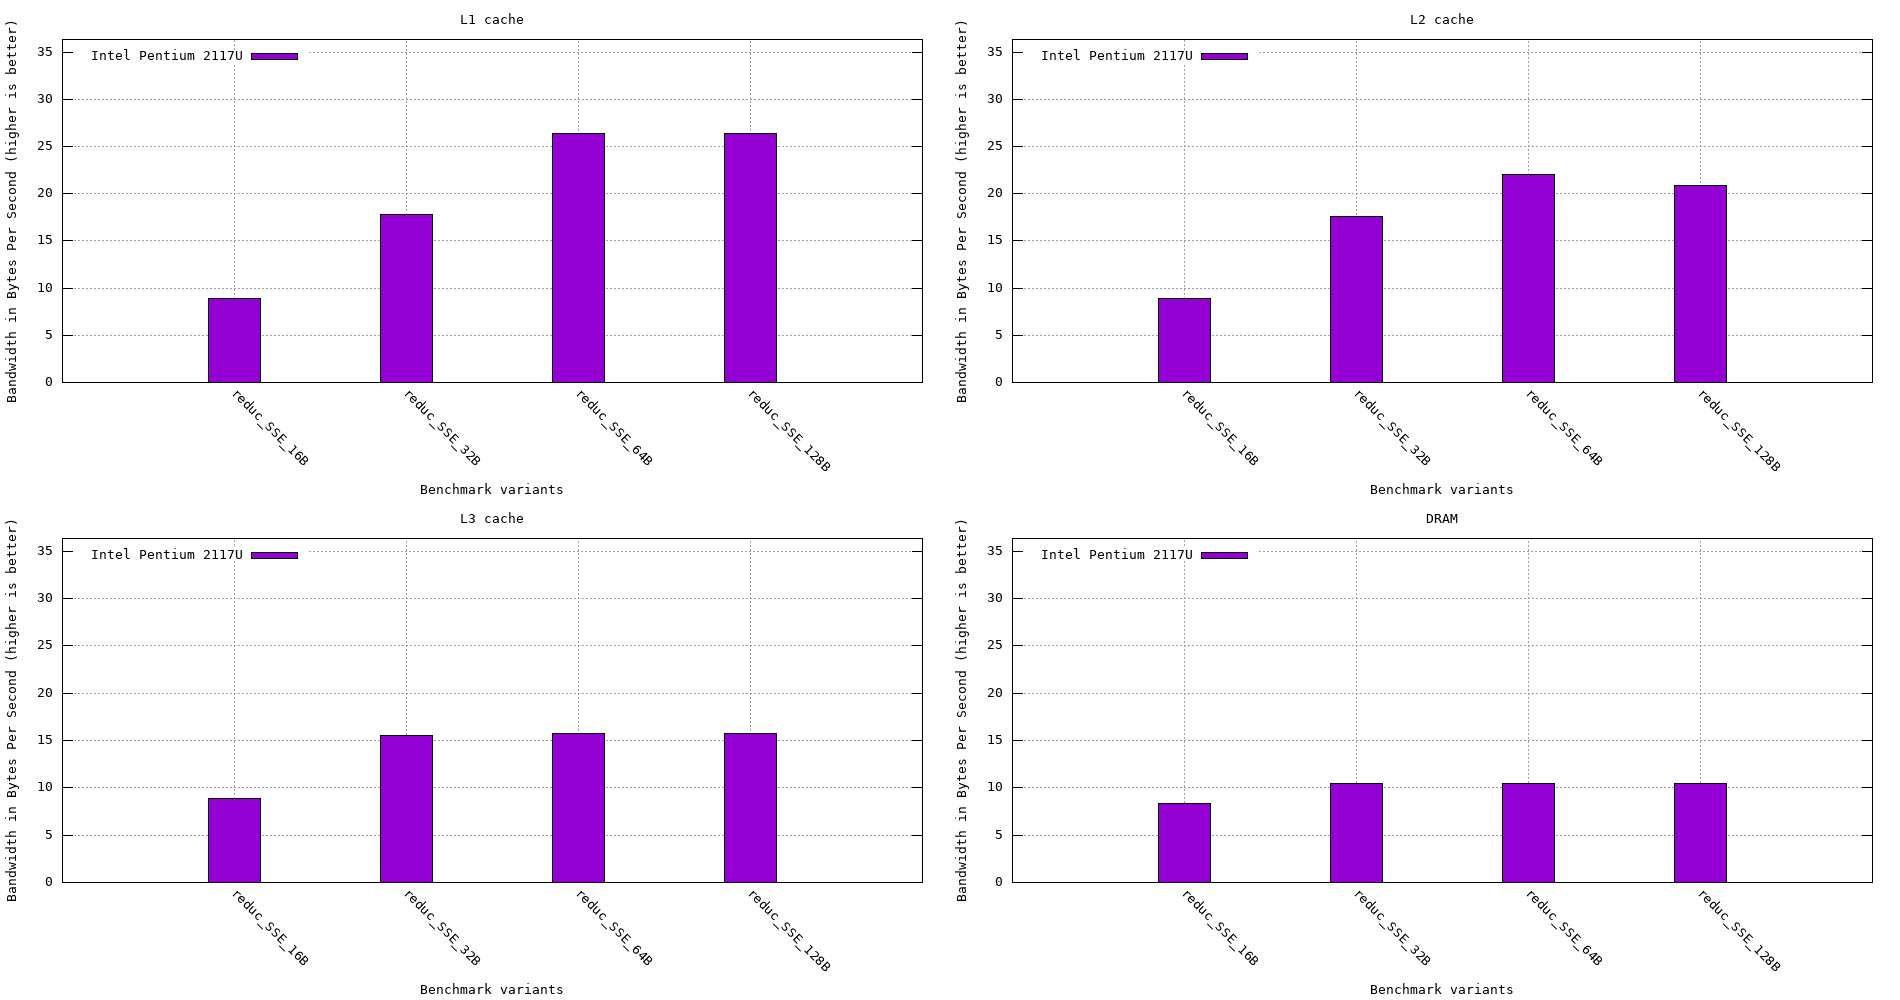 L1 cache
Bandwidth in Bytes Per Second (higher is better)
Intel Pentium 2117U
35
30
25
20
15
10
5
0
reduc_SSE_16B
reduc_SSE_32B
reduc_SSE_64B
reduc_SSE_128B
Benchmark variants
L2 cache
Bandwidth in Bytes Per Second (higher is better)
Intel Pentium 2117U
35
30
25
20
15
10
5
0
reduc_SSE_16B
reduc_SSE_32B
reduc_SSE_64B
reduc_SSE_128B
Benchmark variants
L3 cache
Bandwidth in Bytes Per Second (higher is better)
Intel Pentium 2117U
35
30
25
20
15
10
5
0
reduc_SSE_16B
reduc_SSE_32B
reduc_SSE_64B
reduc_SSE_128B
Benchmark variants
DRAM
Bandwidth in Bytes Per Second (higher is better)
Intel Pentium 2117U
35
30
25
20
15
10
5
0
reduc_SSE_16B
reduc_SSE_32B
reduc_SSE_64B
reduc_SSE_128B
Benchmark variants